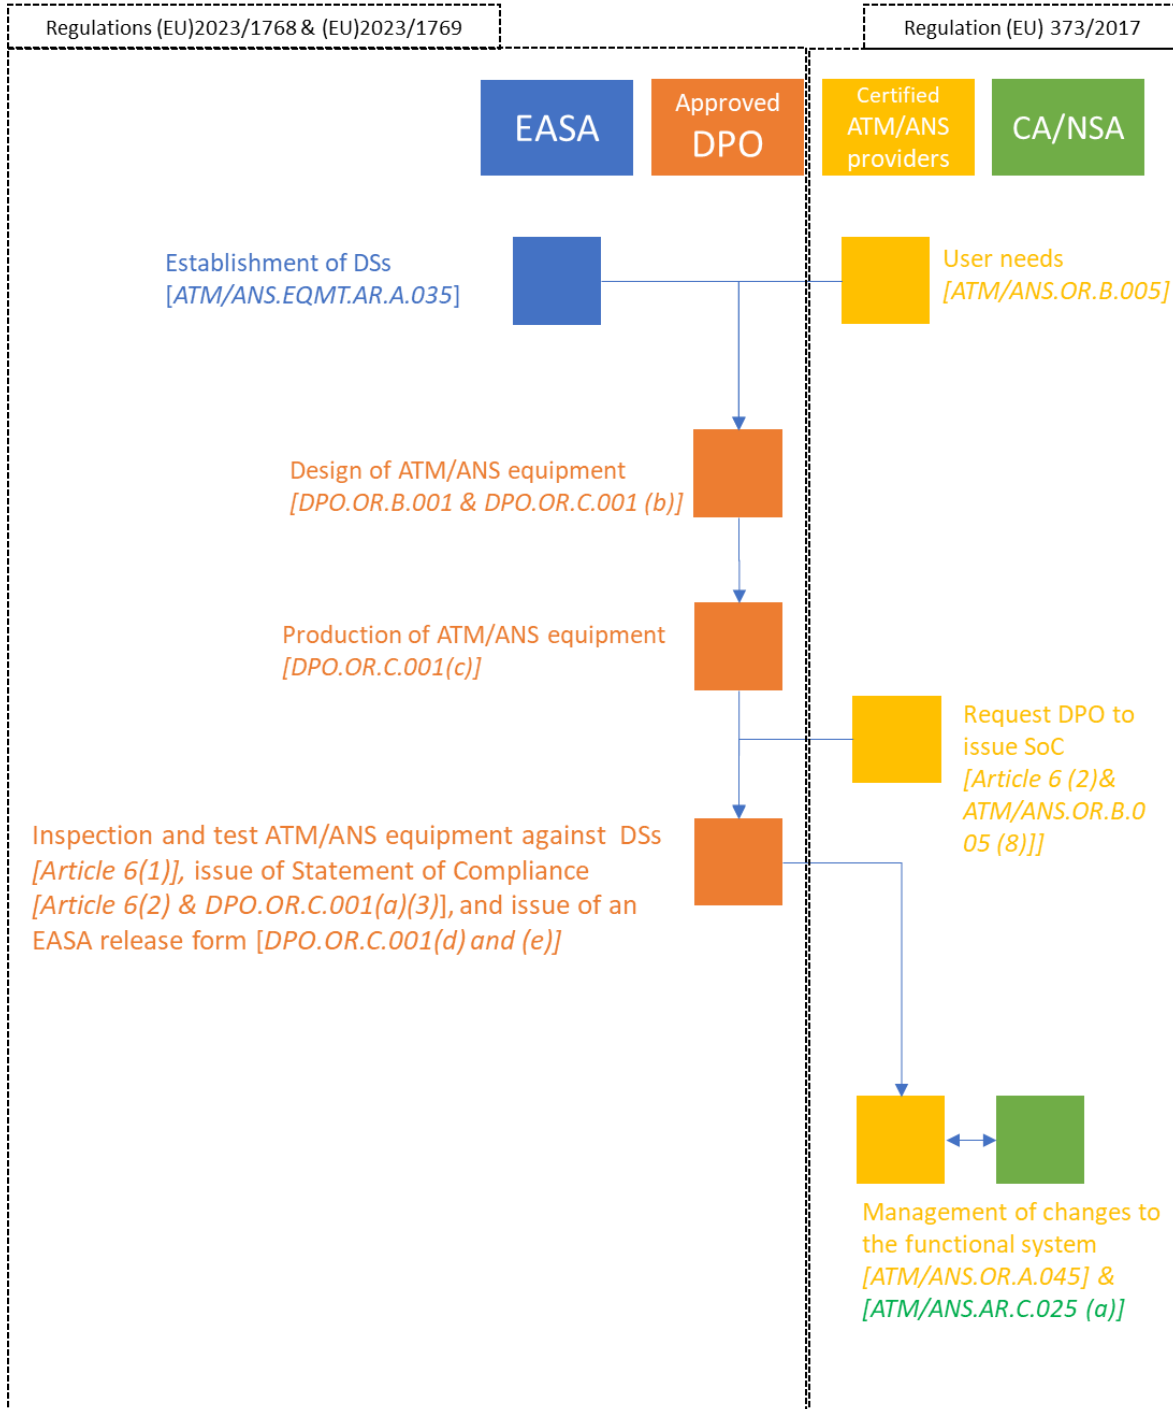 Regulations (EU)2023/1768 & (EU)2023/1769
Regulation (EU) 373/2017
EASA
Approved
DPO
Certified
ATM/ANS
providers
CA/NSA
Establishment of DSs
[ATM/ANS.EQMT.AR.A.035]
User needs
[ATM/ANS.OR.B.005]
Design of ATM/ANS equipment
[DPO.OR.B.001 & DPO.OR.C.001 (b)]
Production of ATM/ANS equipment
[DPO.OR.C.001(c)]
Request DPO to
issue SoC
[Article 6 (2)&
ATM/ANS.OR.B.0
05 (8)]]
Inspection and test ATM/ANS equipment against DSs
[Article 6(1)], issue of Statement of Compliance
[Article 6(2) & DPO.OR.C.001(a)(3)], and issue of an
EASA release form [DPO.OR.C.001(d) and (e)]
Management of changes to
the functional system
[ATM/ANS.OR.A.045] &
[ATM/ANS.AR.C.025 (a)]